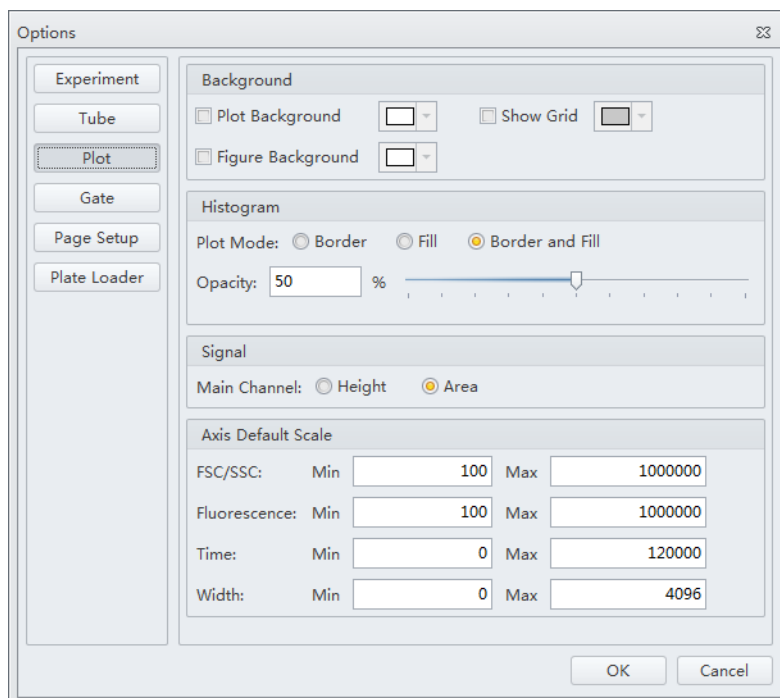 Options
Experiment
Tube
Plot
Gate
Page Setup
Plate Loader
Background
Plot Background
Show Grid
Figure Background
Histogram
Plot Mode: Border Fill Border and Fill
Opacity: 50 %
Signal
Main Channel: Height Area
Axis Default Scale
FSC/SSC: Min 100 Max 1000000
Fluorescence: Min 100 Max 1000000
Time: Min 0 Max 120000
Width: Min 0 Max 4096
OK Cancel